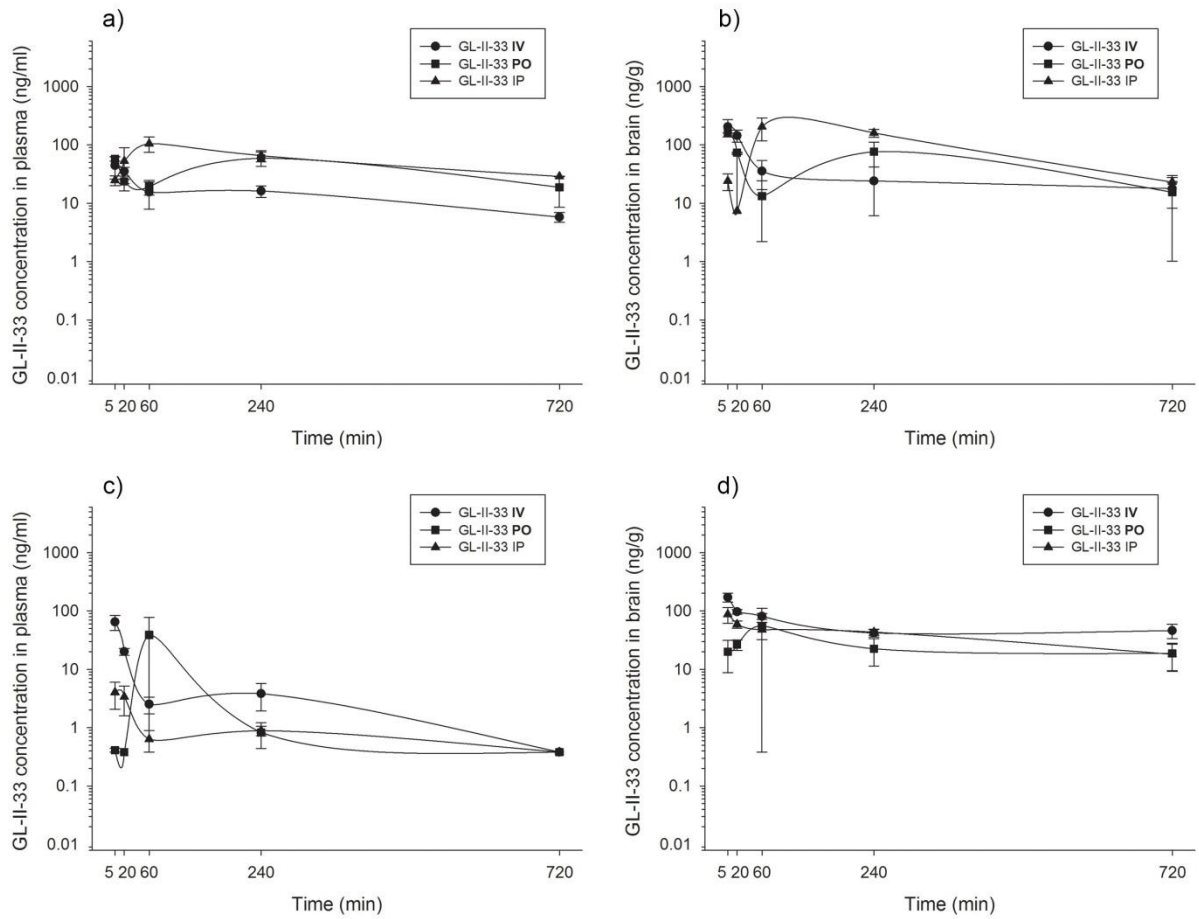 a)
GL-II-33 concentration in plasma (ng/ml)
1000
100
10
1
0.1
0.01
GL-II-33 IV
GL-II-33 PO
GL-II-33 IP
5 20 60 240 720
Time (min)
b)
GL-II-33 concentration in brain (ng/g)
1000
100
10
1
0.1
0.01
GL-II-33 IV
GL-II-33 PO
GL-II-33 IP
5 20 60 240 720
Time (min)
c)
GL-II-33 concentration in plasma (ng/ml)
1000
100
10
1
0.1
0.01
GL-II-33 IV
GL-II-33 PO
GL-II-33 IP
5 20 60 240 720
Time (min)
d)
GL-II-33 concentration in brain (ng/g)
1000
100
10
1
0.1
0.01
GL-II-33 IV
GL-II-33 PO
GL-II-33 IP
5 20 60 240 720
Time (min)